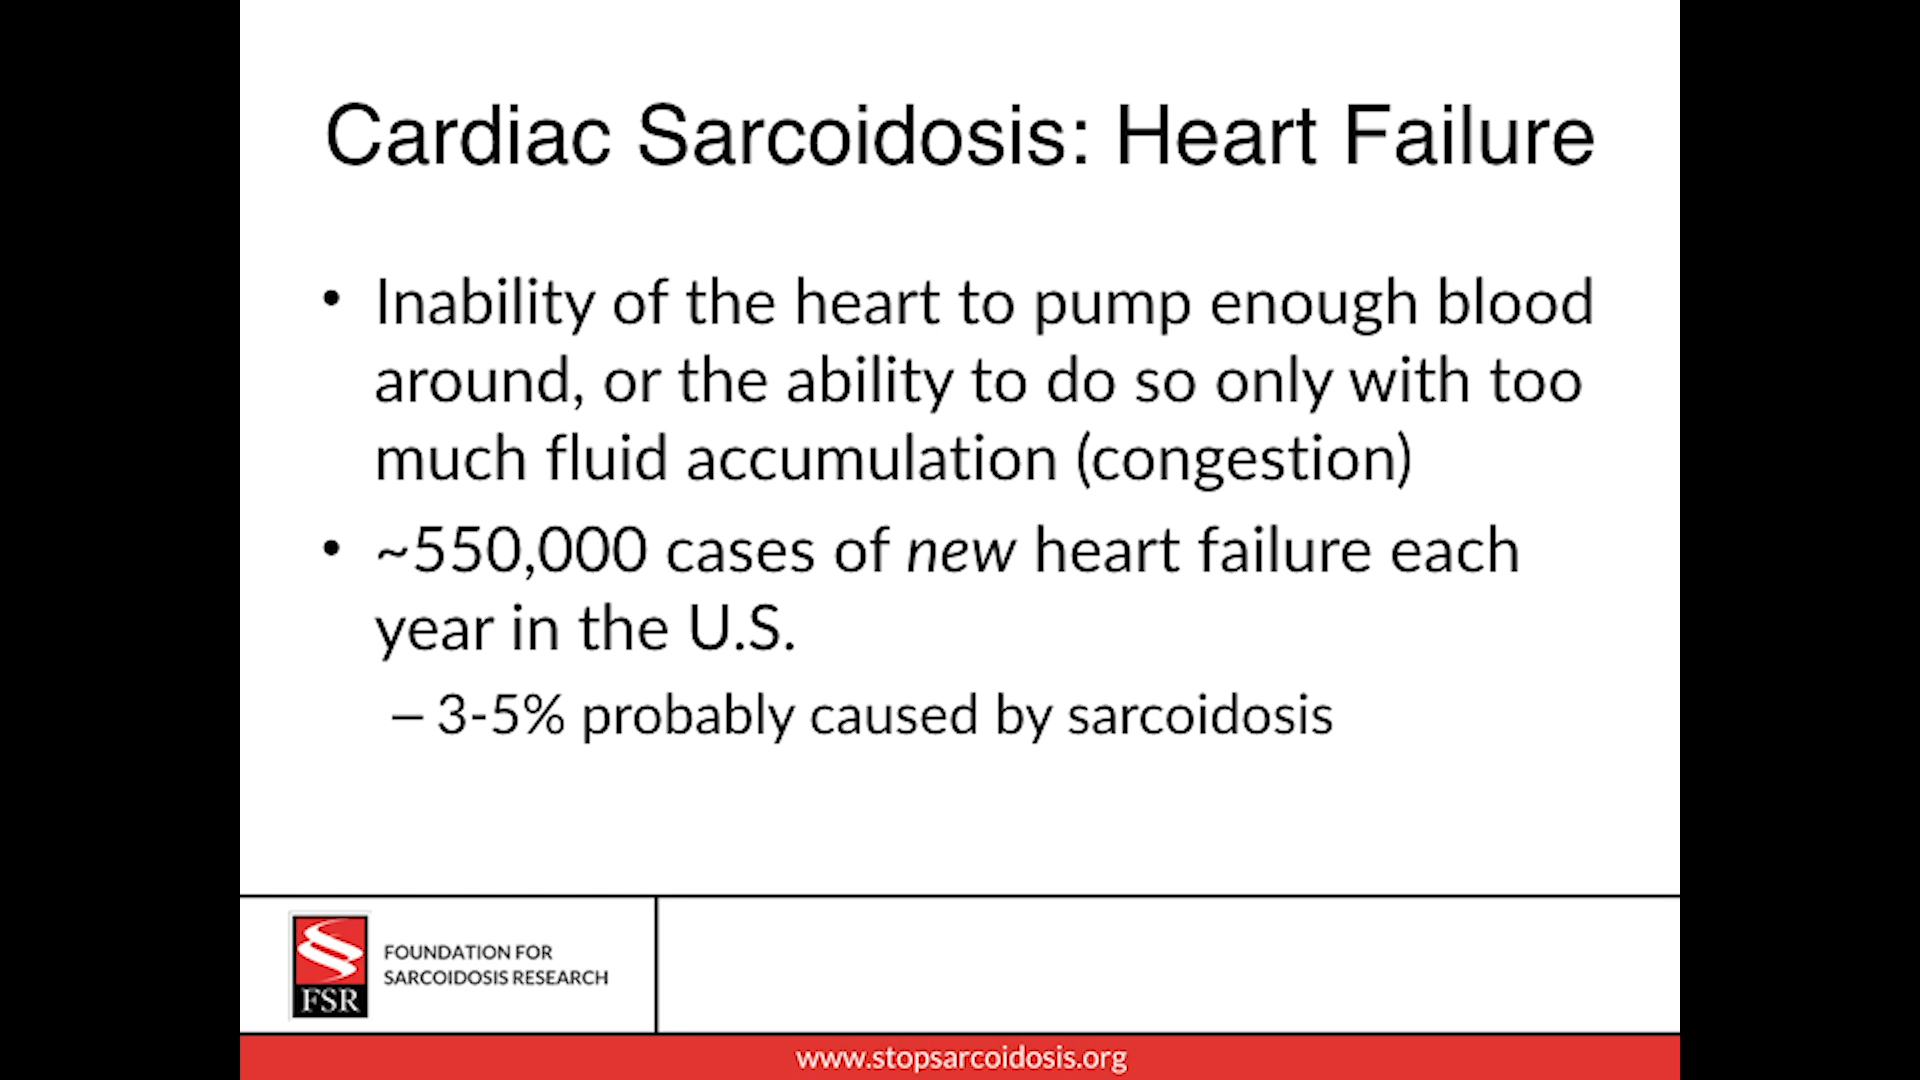 Cardiac Sarcoidosis: Heart Failure
• Inability of the heart to pump enough blood
around, or the ability to do so only with too
much fluid accumulation (congestion)
• ~550,000 cases of new heart failure each
year in the U.S.
– 3-5% probably caused by sarcoidosis
FSR
FOUNDATION FOR
SARCOIDOSIS RESEARCH
www.stopsarcoidosis.org